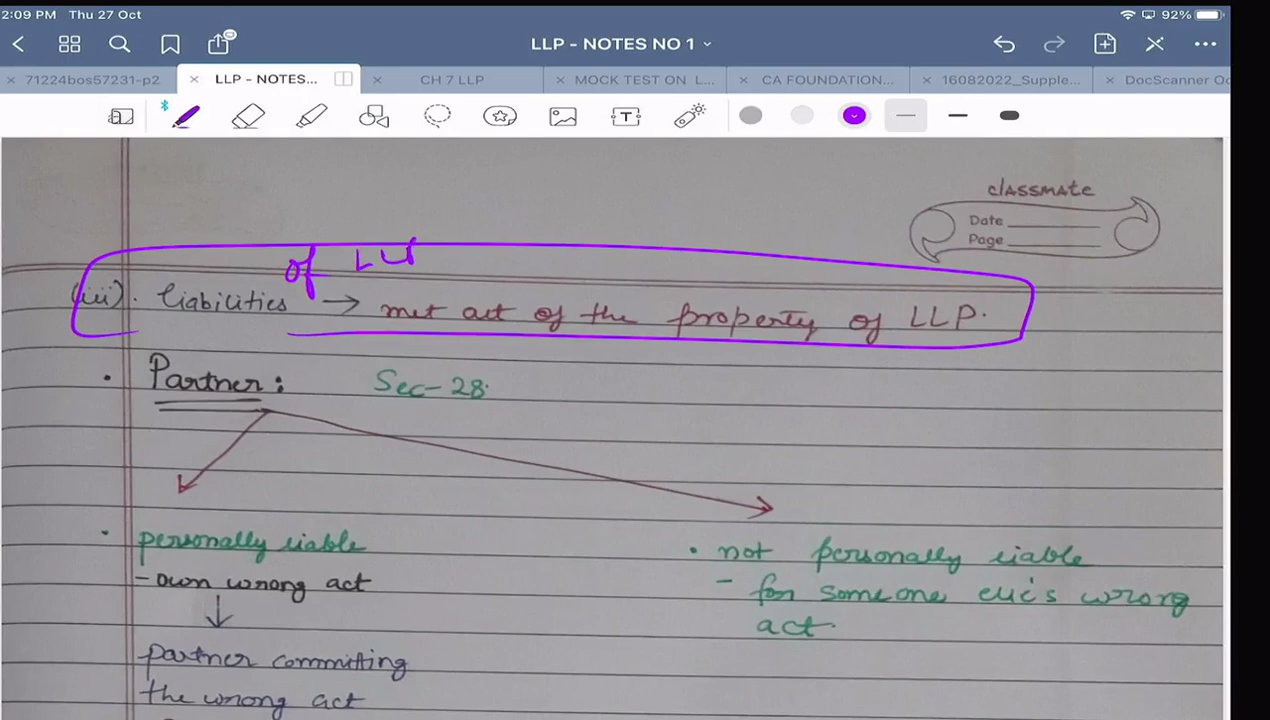 2:09 PM Thu 27 Oct
92%
LLP - NOTES NO 1
71224bos57231-p2
LLP - NOTES...
CH 7 LLP
MOCK TEST ON L...
CA FOUNDATION...
16082022_Supple...
DocScanner Oc
T
classmate
Date
Page
of LLP
(iii). liabilities → met act of the property of LLP.
• Partner: Sec-28.
• personally liable
- own wrong act
↓
partner committing
the wrong act
• not personally liable
- for someone else's wrong
act.